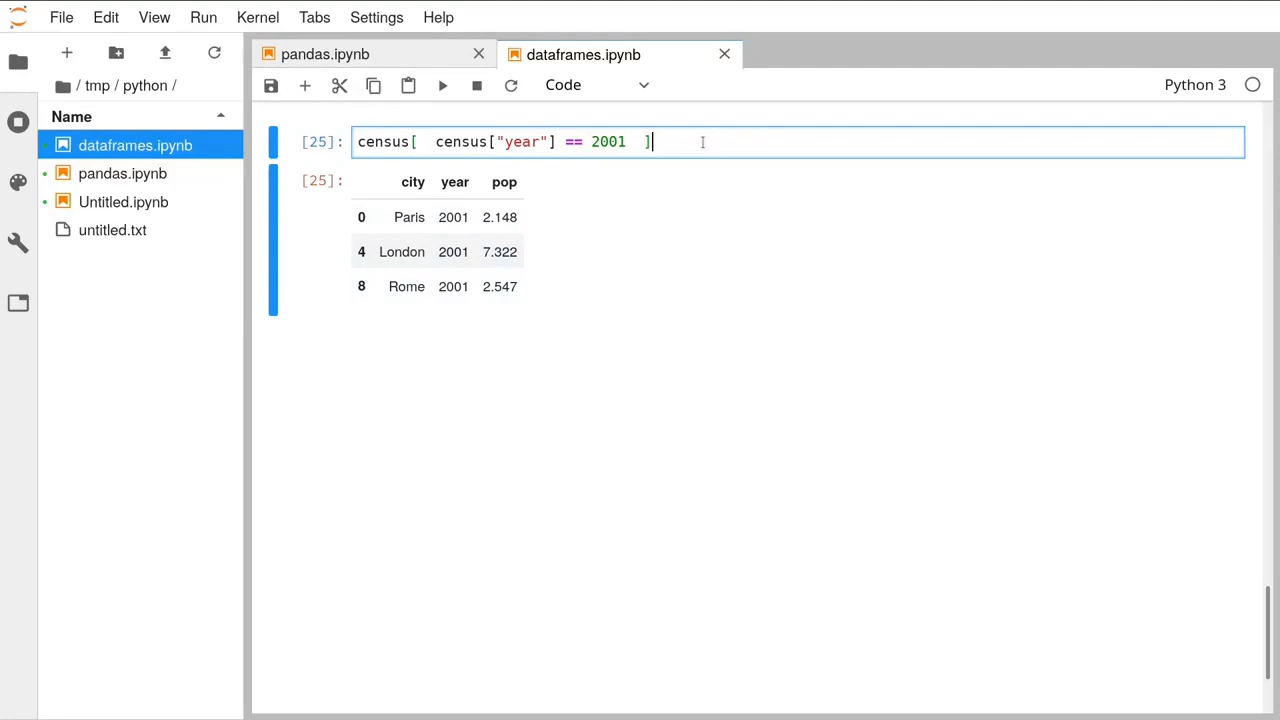 File Edit View Run Kernel Tabs Settings Help
pandas.ipynb
dataframes.ipynb
Code
Python 3
/ tmp / python /
Name
dataframes.ipynb
pandas.ipynb
Untitled.ipynb
untitled.txt
[25]: census[  census["year"] == 2001  ]
[25]: city year pop
0 Paris 2001 2.148
4 London 2001 7.322
8 Rome 2001 2.547